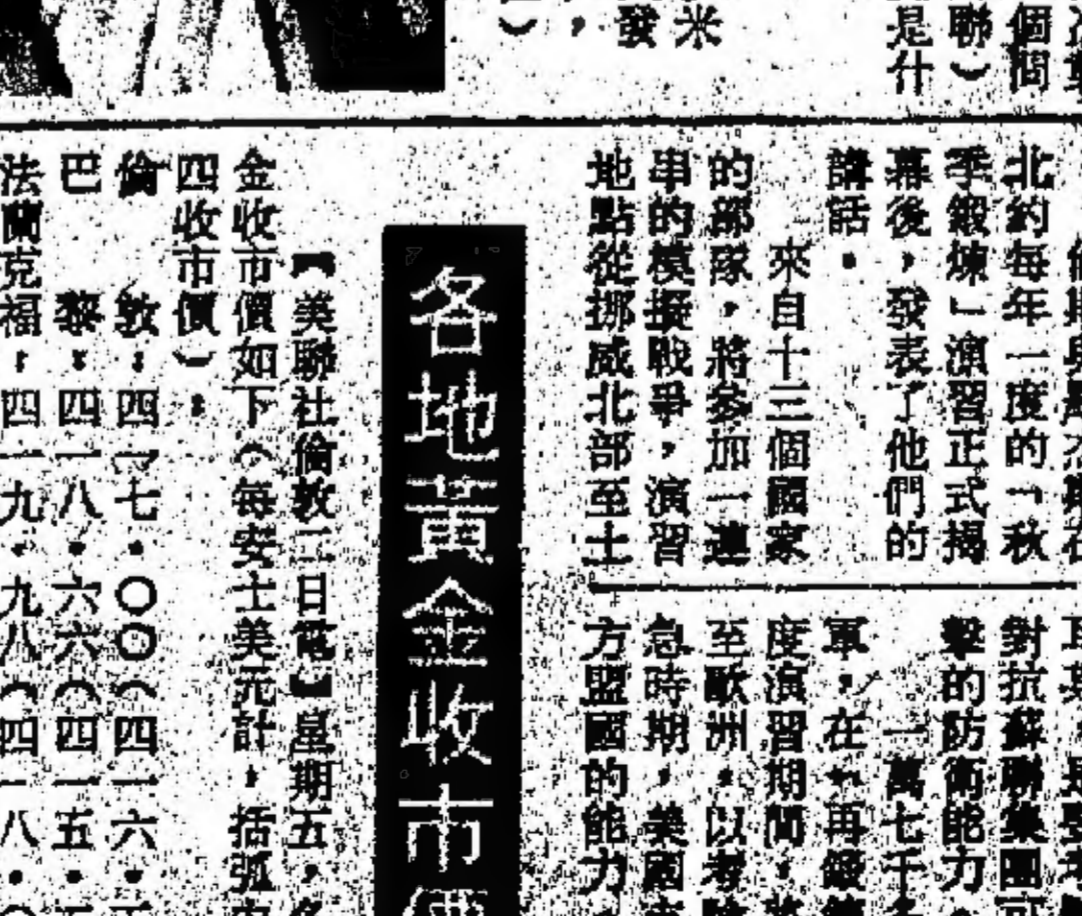 個問
聯）
是什
米
發
北約每年一度的「秋
季鍛煉」演習正式揭
幕後，發表了他們的
講話。
來自十三個國家
的部隊，將參加一連
串的模擬戰爭，演習
地點從挪威北部至土
對抗蘇聯集團
擊的防衛能力
一萬七千
軍，在
再
度演習期間，
至歐洲，以考
急時期，美國
方盟國的能力
各地黃金收市價
【美聯社倫敦二日電】星期五，各
金收市價如下（每安士美元計，括弧
四收市價）：
倫敦：四一七・〇〇（四一六・
巴黎：四一八・六六（四一五・
法蘭克福：四一九・九八（四一八・